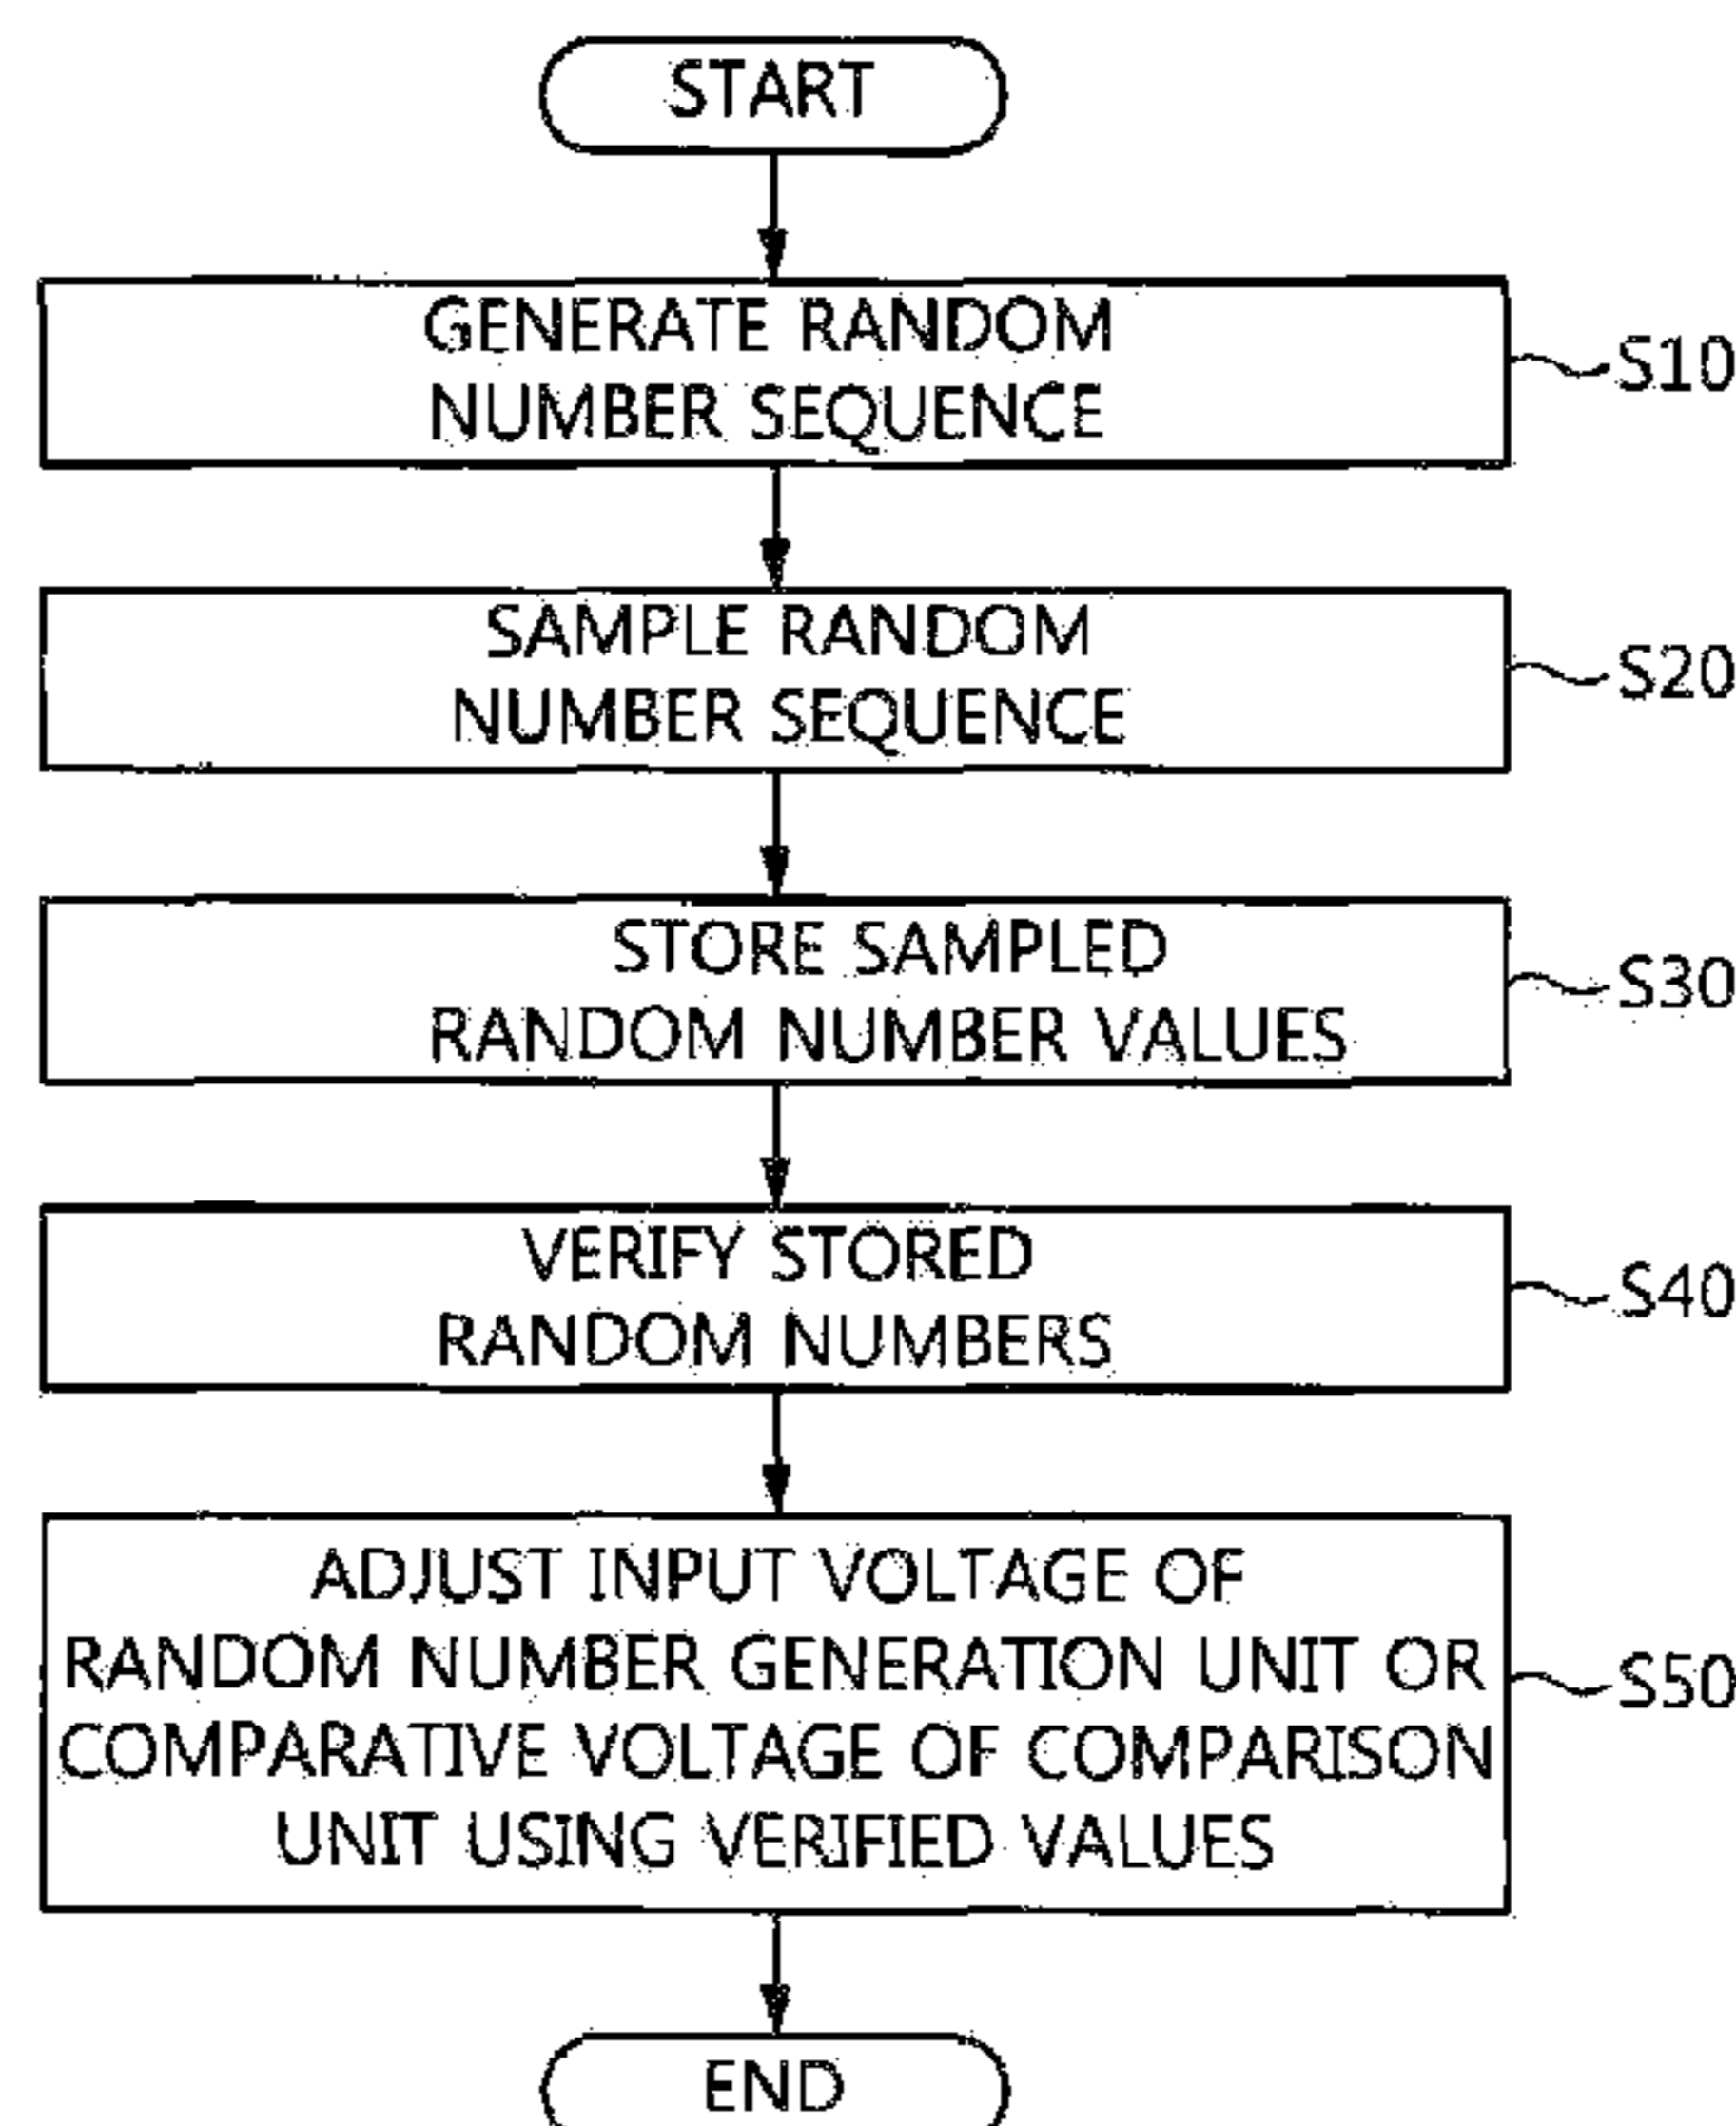 START
GENERATE RANDOM
NUMBER SEQUENCE
S10
SAMPLE RANDOM
NUMBER SEQUENCE
S20
STORE SAMPLED
RANDOM NUMBER VALUES
S30
VERIFY STORED
RANDOM NUMBERS
S40
ADJUST INPUT VOLTAGE OF
RANDOM NUMBER GENERATION UNIT OR
COMPARATIVE VOLTAGE OF COMPARISON
UNIT USING VERIFIED VALUES
S50
END